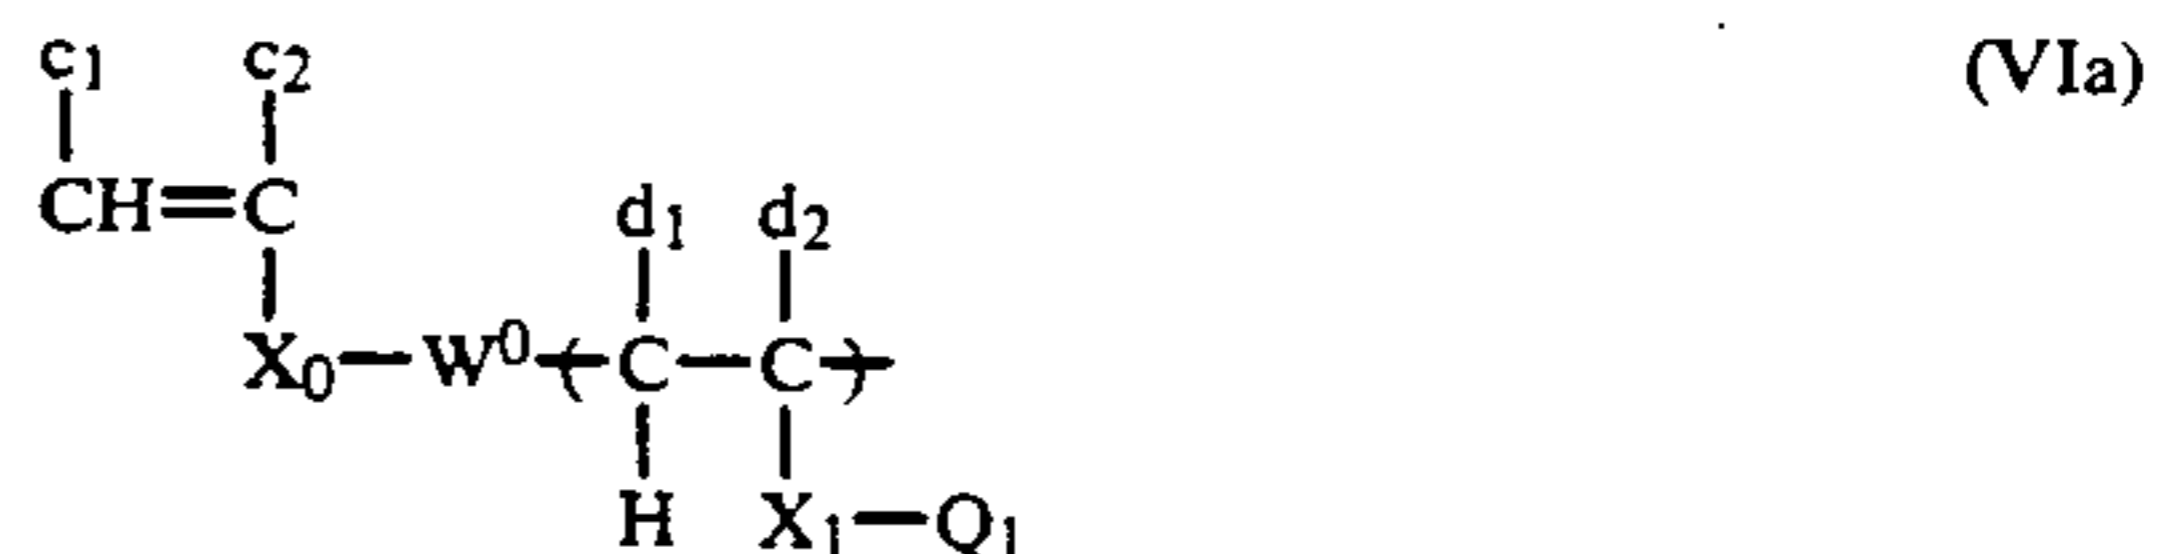 c1 c2 (VIa)
CH=C d1 d2
X0—W0-(-C—C-)-
H X1—Q1